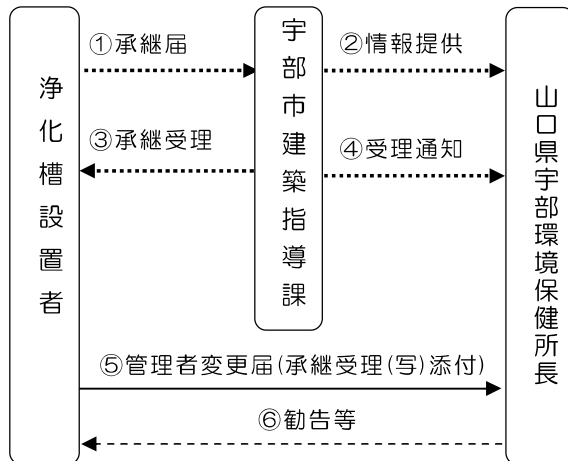 浄化槽設置者
①承継届
宇部市建築指導課
②情報提供
③承継受理
④受理通知
山口県宇部環境保健所長
⑤管理者変更届(承継受理(写)添付)
⑥勧告等